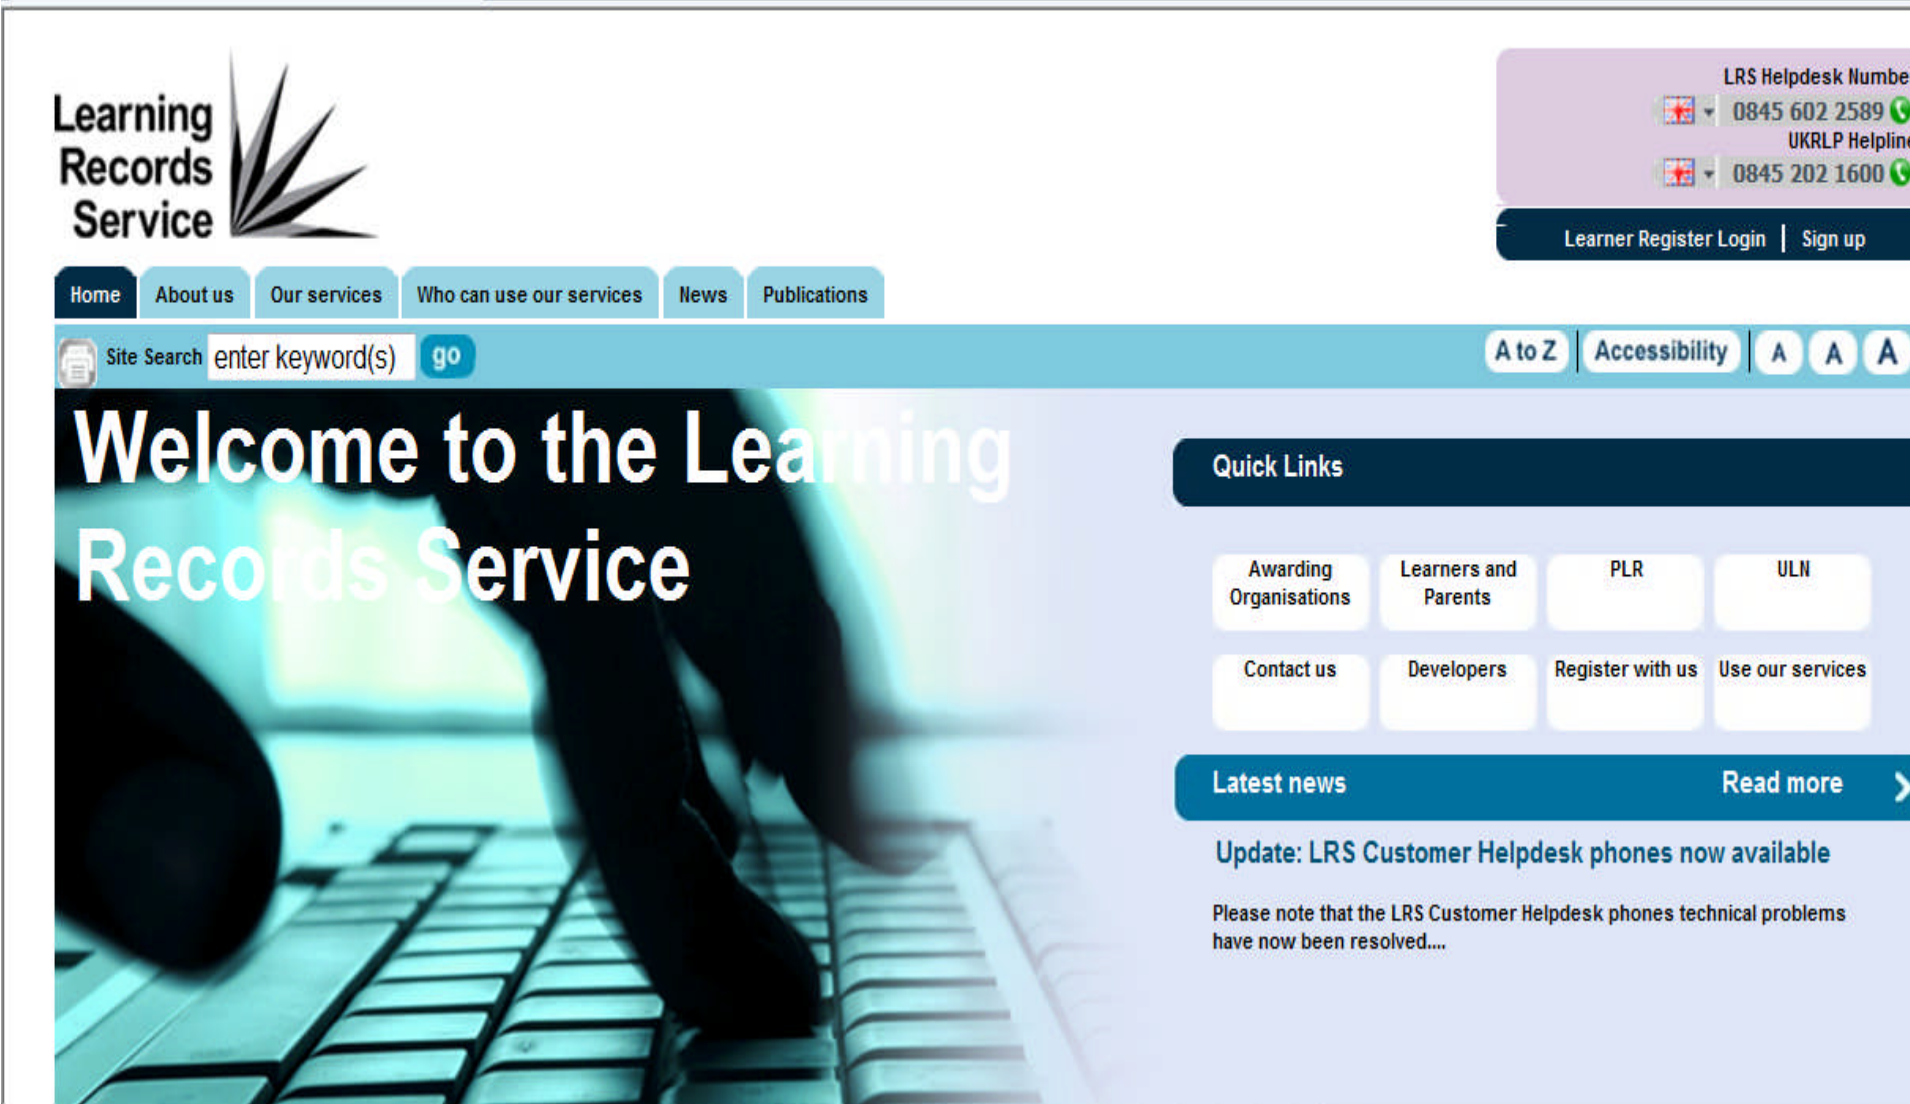 Learning
Records
Service
LRS Helpdesk Numbe
0845 602 2589
UKRLP Helpline
0845 202 1600
Learner Register Login | Sign up
Home
About us
Our services
Who can use our services
News
Publications
Site Search enter keyword(s) go
A to Z
Accessibility
A A A
Welcome to the Learning
Records Service
Quick Links
Awarding
Organisations
Learners and
Parents
PLR
ULN
Contact us
Developers
Register with us
Use our services
Latest news
Read more
Update: LRS Customer Helpdesk phones now available
Please note that the LRS Customer Helpdesk phones technical problems
have now been resolved....